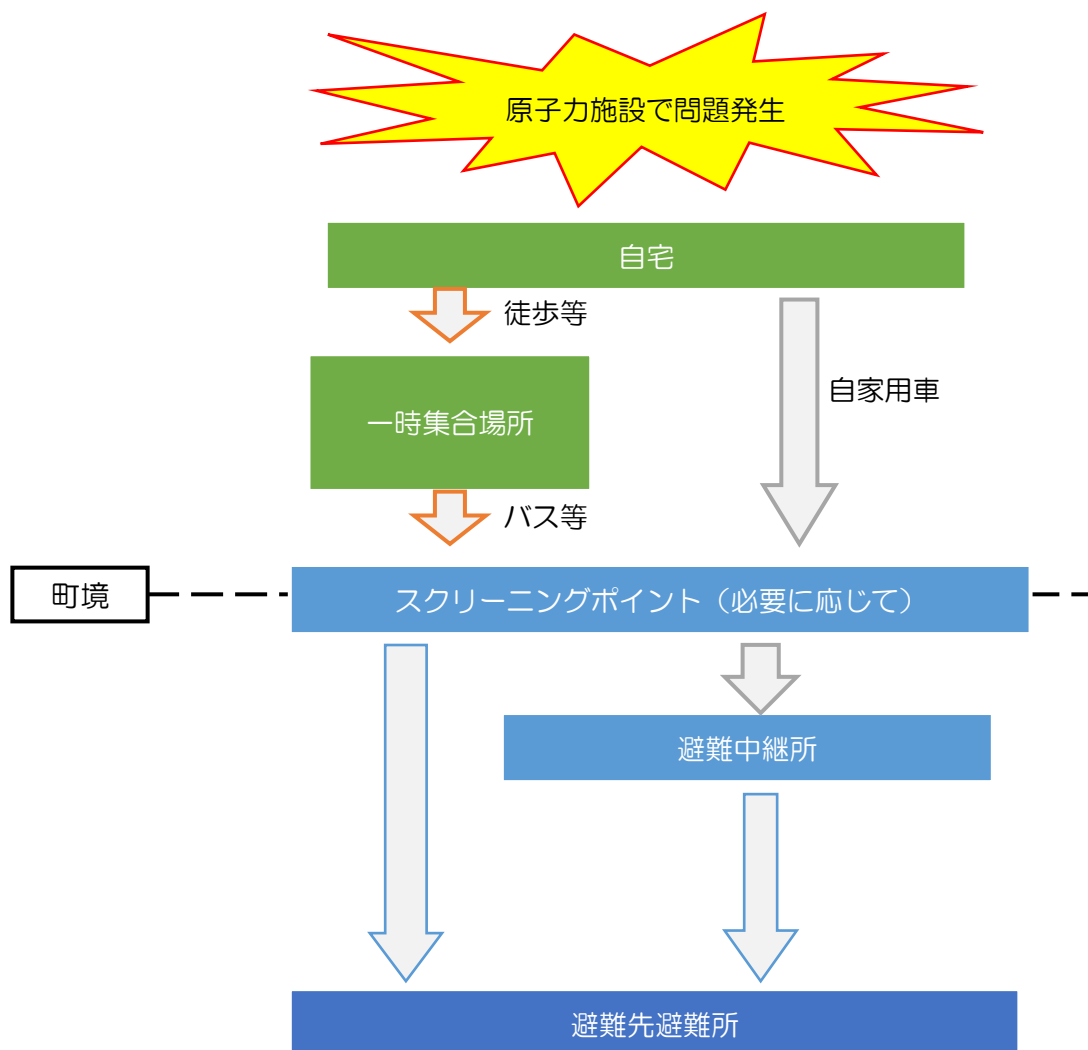 原子力施設で問題発生
自宅
徒歩等
自家用車
一時集合場所
バス等
町境
スクリーニングポイント（必要に応じて）
避難中継所
避難先避難所